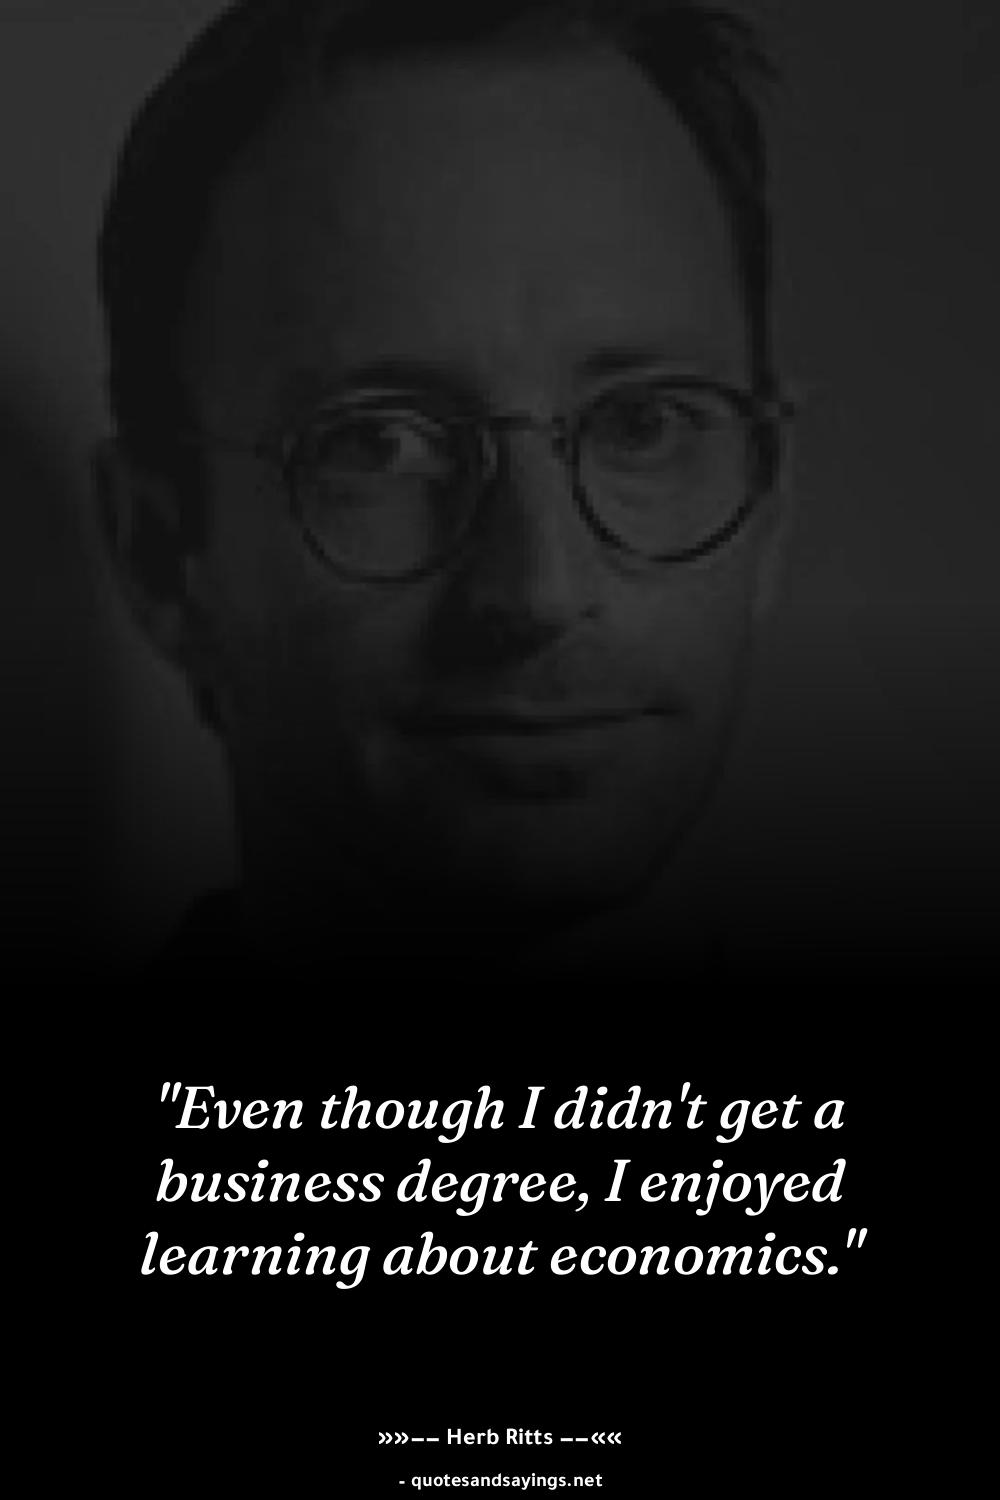 "Even though I didn't get a
business degree, I enjoyed
learning about economics."
»»−− Herb Ritts −−««
- quotesandsayings.net